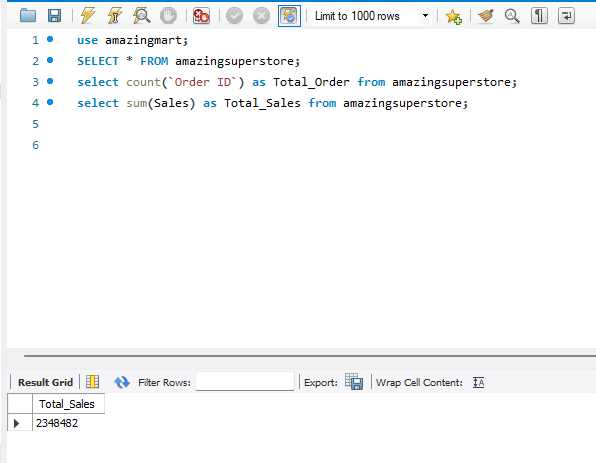 Limit to 1000 rows
1 use amazingmart;
2 SELECT * FROM amazingsuperstore;
3 select count(`Order ID`) as Total_Order from amazingsuperstore;
4 select sum(Sales) as Total_Sales from amazingsuperstore;
5
6
Result Grid Filter Rows: Export: Wrap Cell Content: IA
Total_Sales
2348482